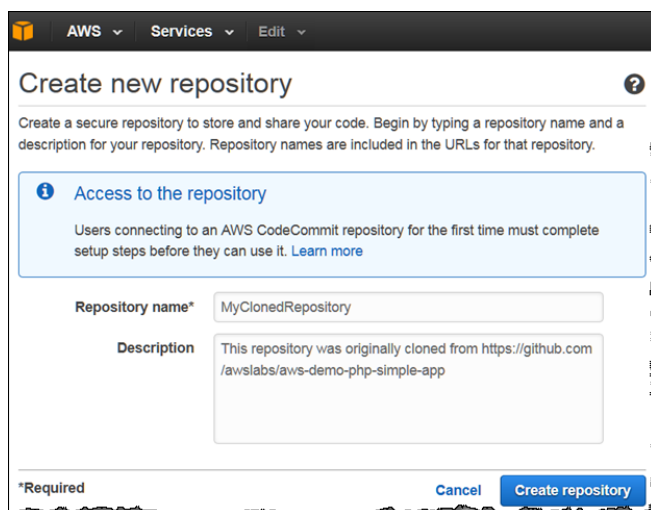 AWS Services Edit
Create new repository
Create a secure repository to store and share your code. Begin by typing a repository name and a
description for your repository. Repository names are included in the URLs for that repository.
Access to the repository
Users connecting to an AWS CodeCommit repository for the first time must complete
setup steps before they can use it. Learn more
Repository name* MyClonedRepository
Description This repository was originally cloned from https://github.com
/awslabs/aws-demo-php-simple-app
*Required Cancel Create repository